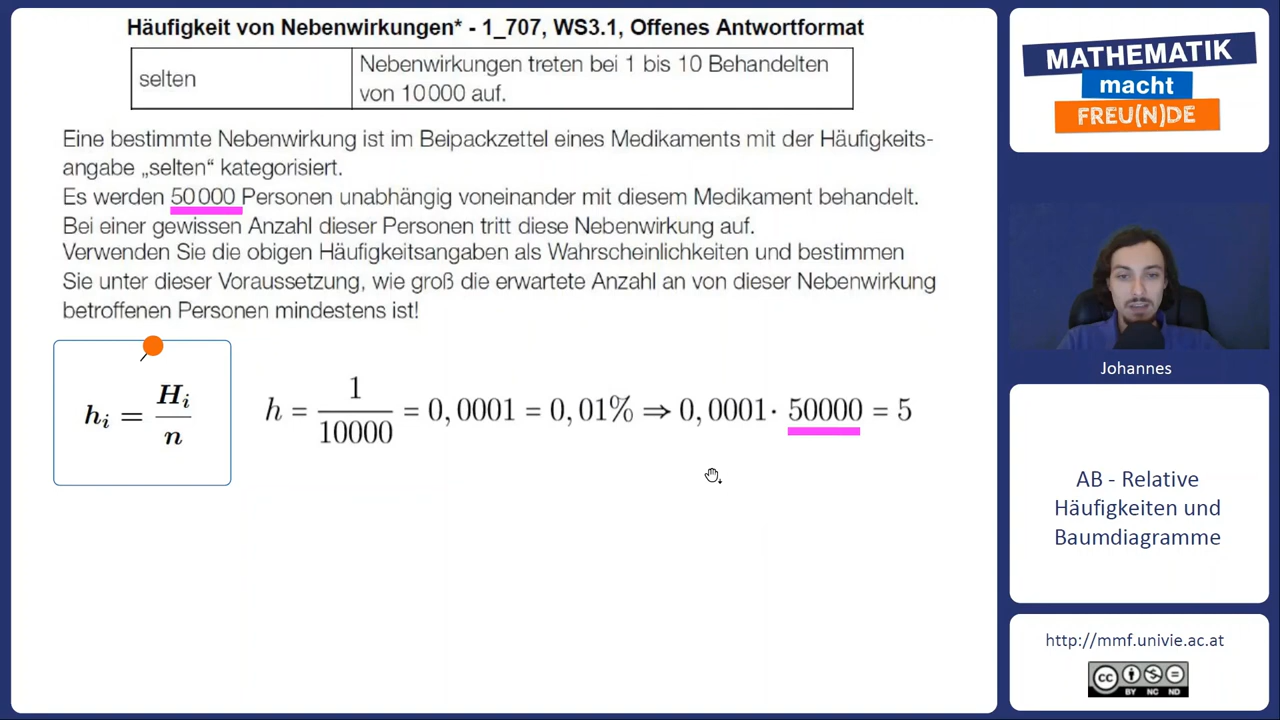 Häufigkeit von Nebenwirkungen* - 1_707, WS3.1, Offenes Antwortformat
selten
Nebenwirkungen treten bei 1 bis 10 Behandelten
von 10 000 auf.
Eine bestimmte Nebenwirkung ist im Beipackzettel eines Medikaments mit der Häufigkeits-
angabe „selten“ kategorisiert.
Es werden 50 000 Personen unabhängig voneinander mit diesem Medikament behandelt.
Bei einer gewissen Anzahl dieser Personen tritt diese Nebenwirkung auf.
Verwenden Sie die obigen Häufigkeitsangaben als Wahrscheinlichkeiten und bestimmen
Sie unter dieser Voraussetzung, wie groß die erwartete Anzahl an von dieser Nebenwirkung
betroffenen Personen mindestens ist!
h_i = H_i / n
h = 1/10000 = 0,0001 = 0,01% ⇒ 0,0001 · 50000 = 5
MATHEMATIK
macht
FREU(N)DE
Johannes
AB - Relative
Häufigkeiten und
Baumdiagramme
http://mmf.univie.ac.at
cc
BY NC ND